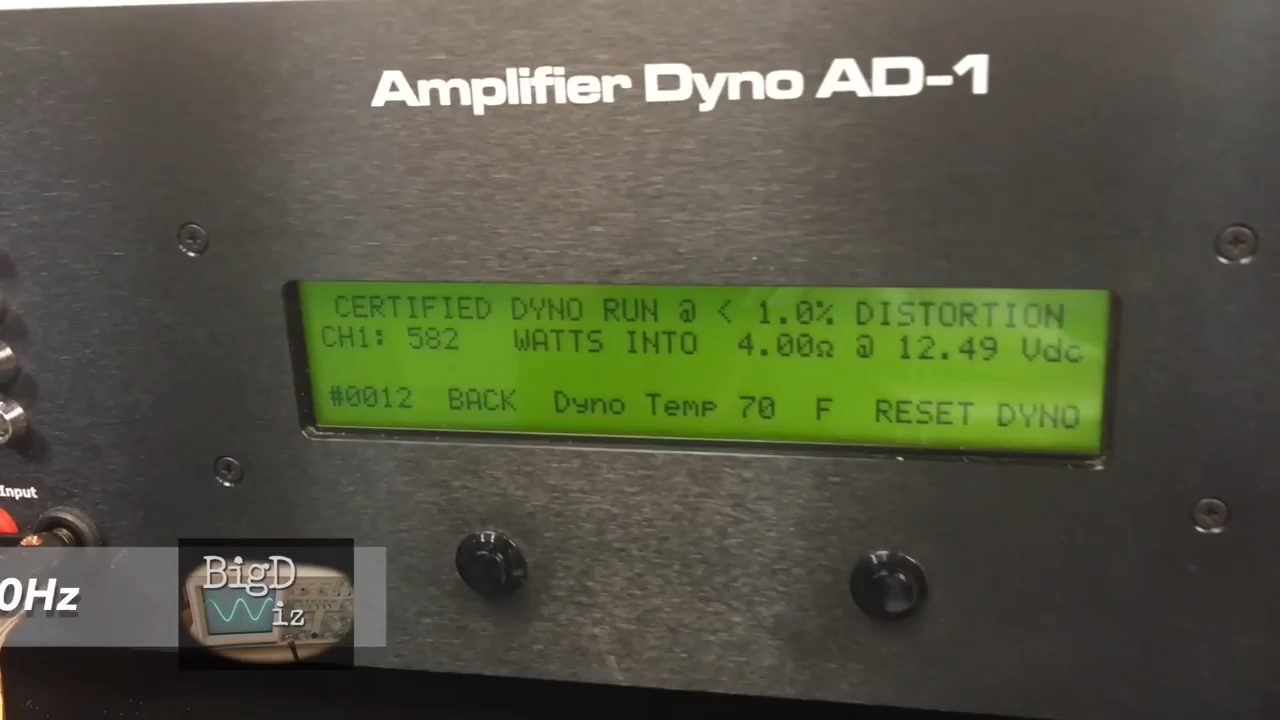 Amplifier Dyno AD-1
CERTIFIED DYNO RUN @ < 1.0% DISTORTION
CH1: 582 WATTS INTO 4.00Ω @ 12.49 Vdc
#0012 BACK Dyno Temp 70 F RESET DYNO
Input
0Hz
BigD
iz